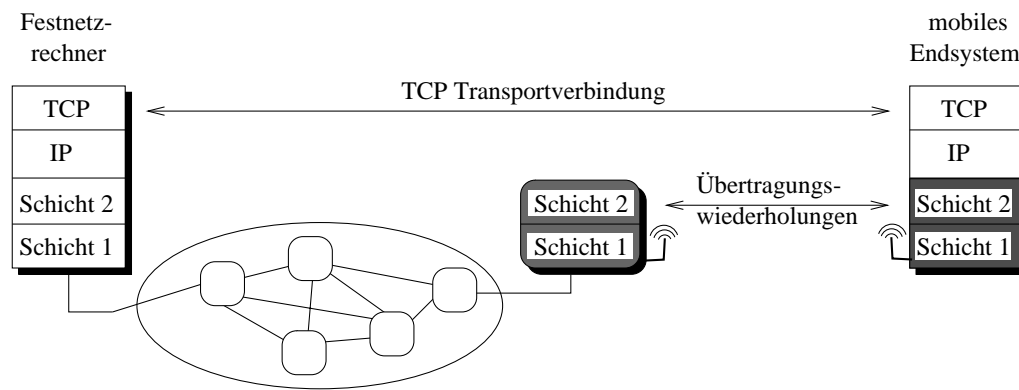 Festnetz-
rechner
mobiles
Endsystem
TCP
IP
Schicht 2
Schicht 1
TCP Transportverbindung
Schicht 2
Schicht 1
Übertragungs-
wiederholungen
TCP
IP
Schicht 2
Schicht 1